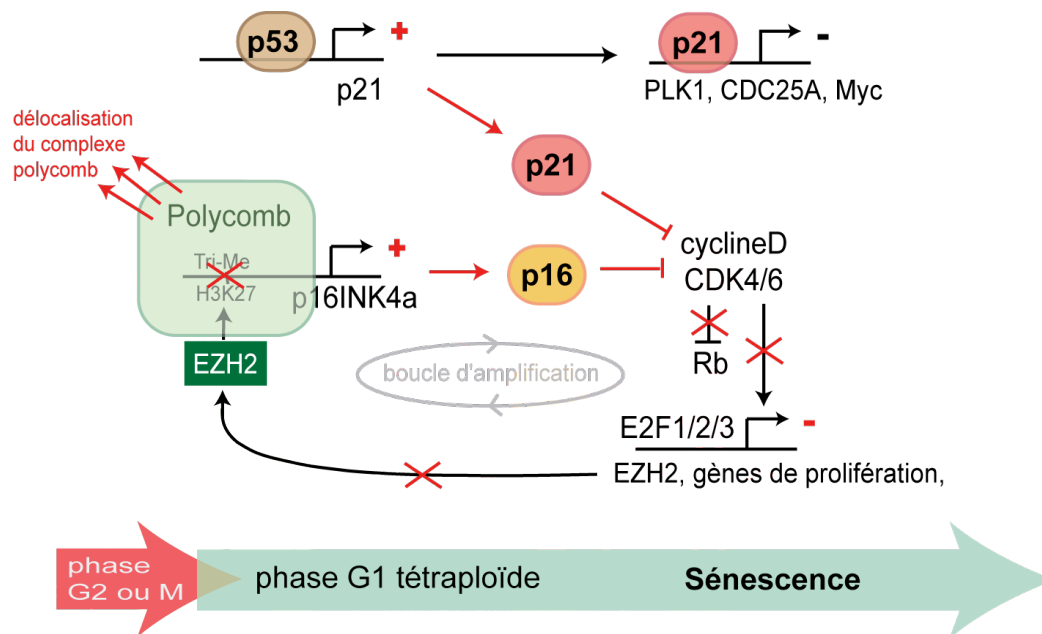 p53
+
p21
p21
-
PLK1, CDC25A, Myc
délocalisation
du complexe
polycomb
p21
Polycomb
Tri-Me
H3K27
+
p16INK4a
p16
cyclineD
CDK4/6
EZH2
boucle d'amplification
Rb
E2F1/2/3
-
EZH2, gènes de prolifération,
phase
G2 ou M
phase G1 tétraploïde
Sénescence